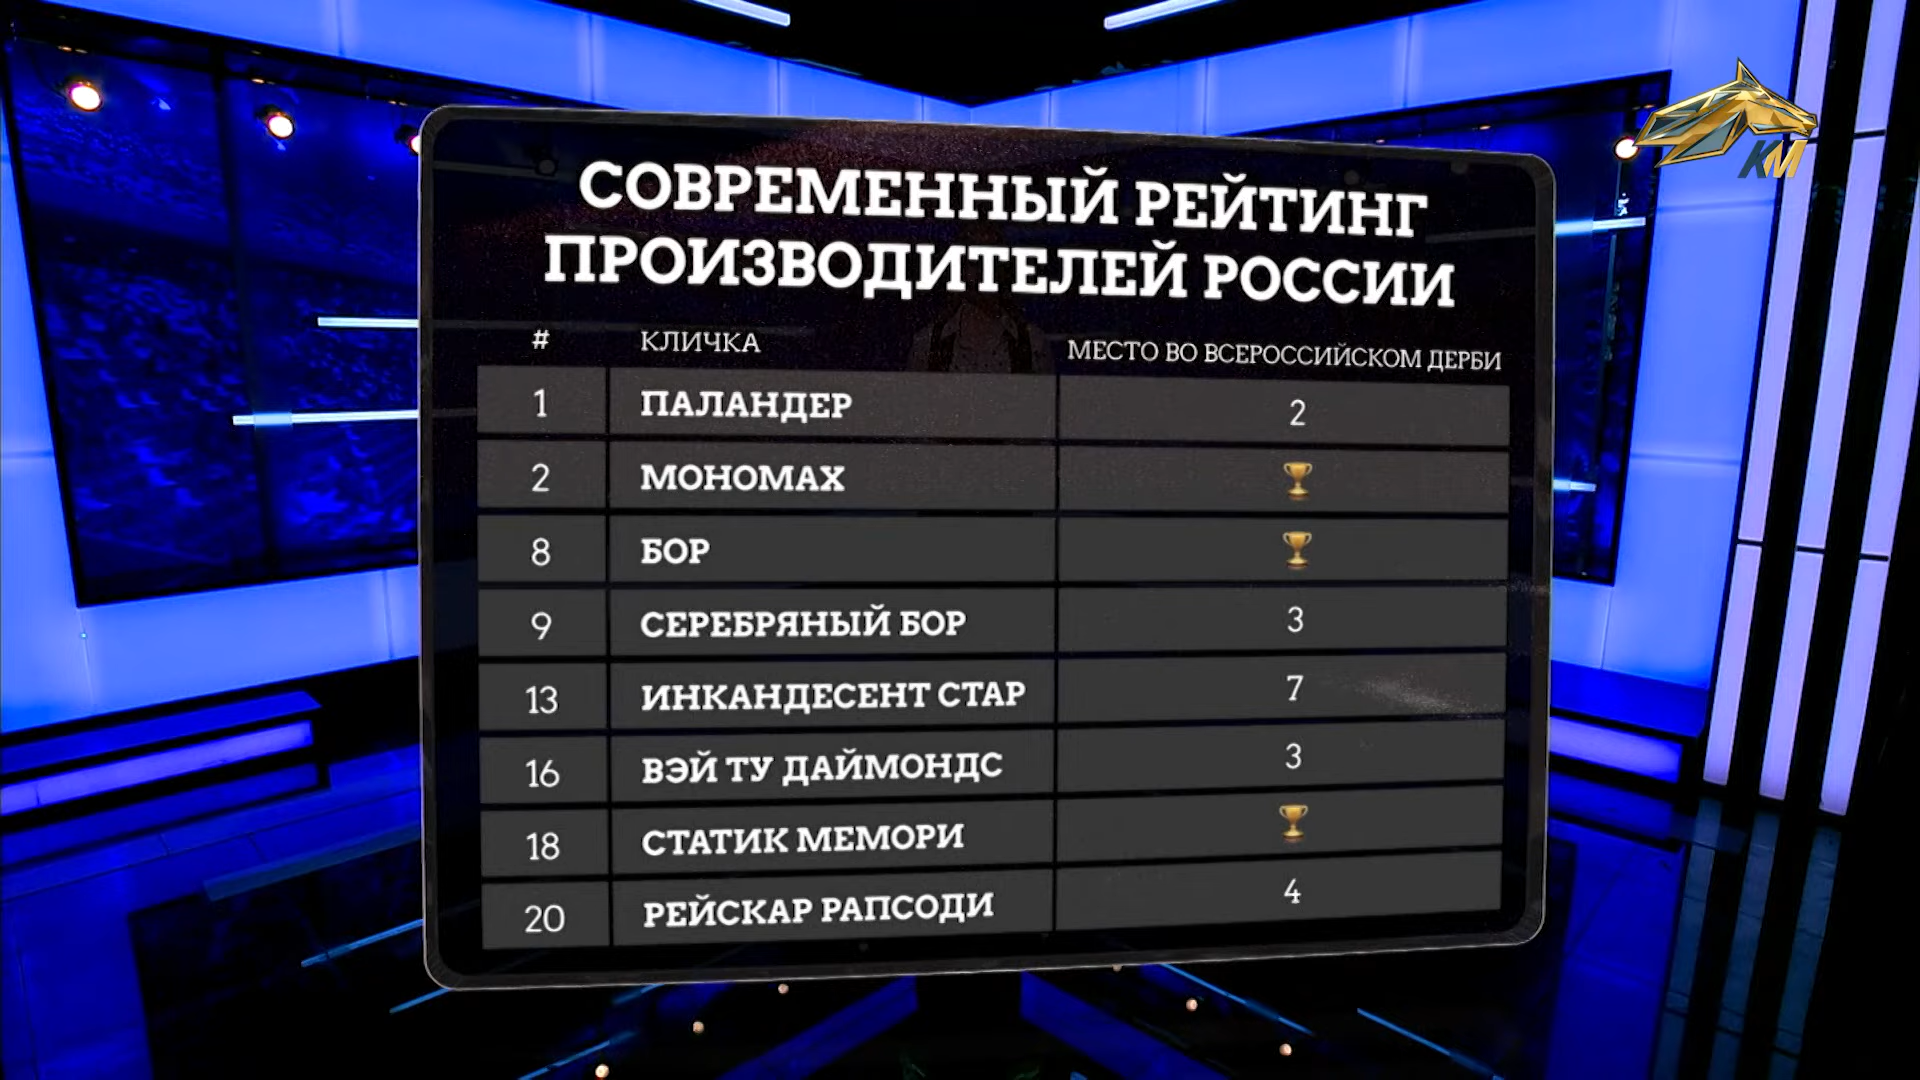 КМ
СОВРЕМЕННЫЙ РЕЙТИНГ
ПРОИЗВОДИТЕЛЕЙ РОССИИ
# КЛИЧКА МЕСТО ВО ВСЕРОССИЙСКОМ ДЕРБИ
1 ПАЛАНДЕР 2
2 МОНОМАХ
8 БОР
9 СЕРЕБРЯНЫЙ БОР 3
13 ИНКАНДЕСЕНТ СТАР 7
16 ВЭЙ ТУ ДАЙМОНДС 3
18 СТАТИК МЕМОРИ
20 РЕЙСКАР РАПСОДИ 4